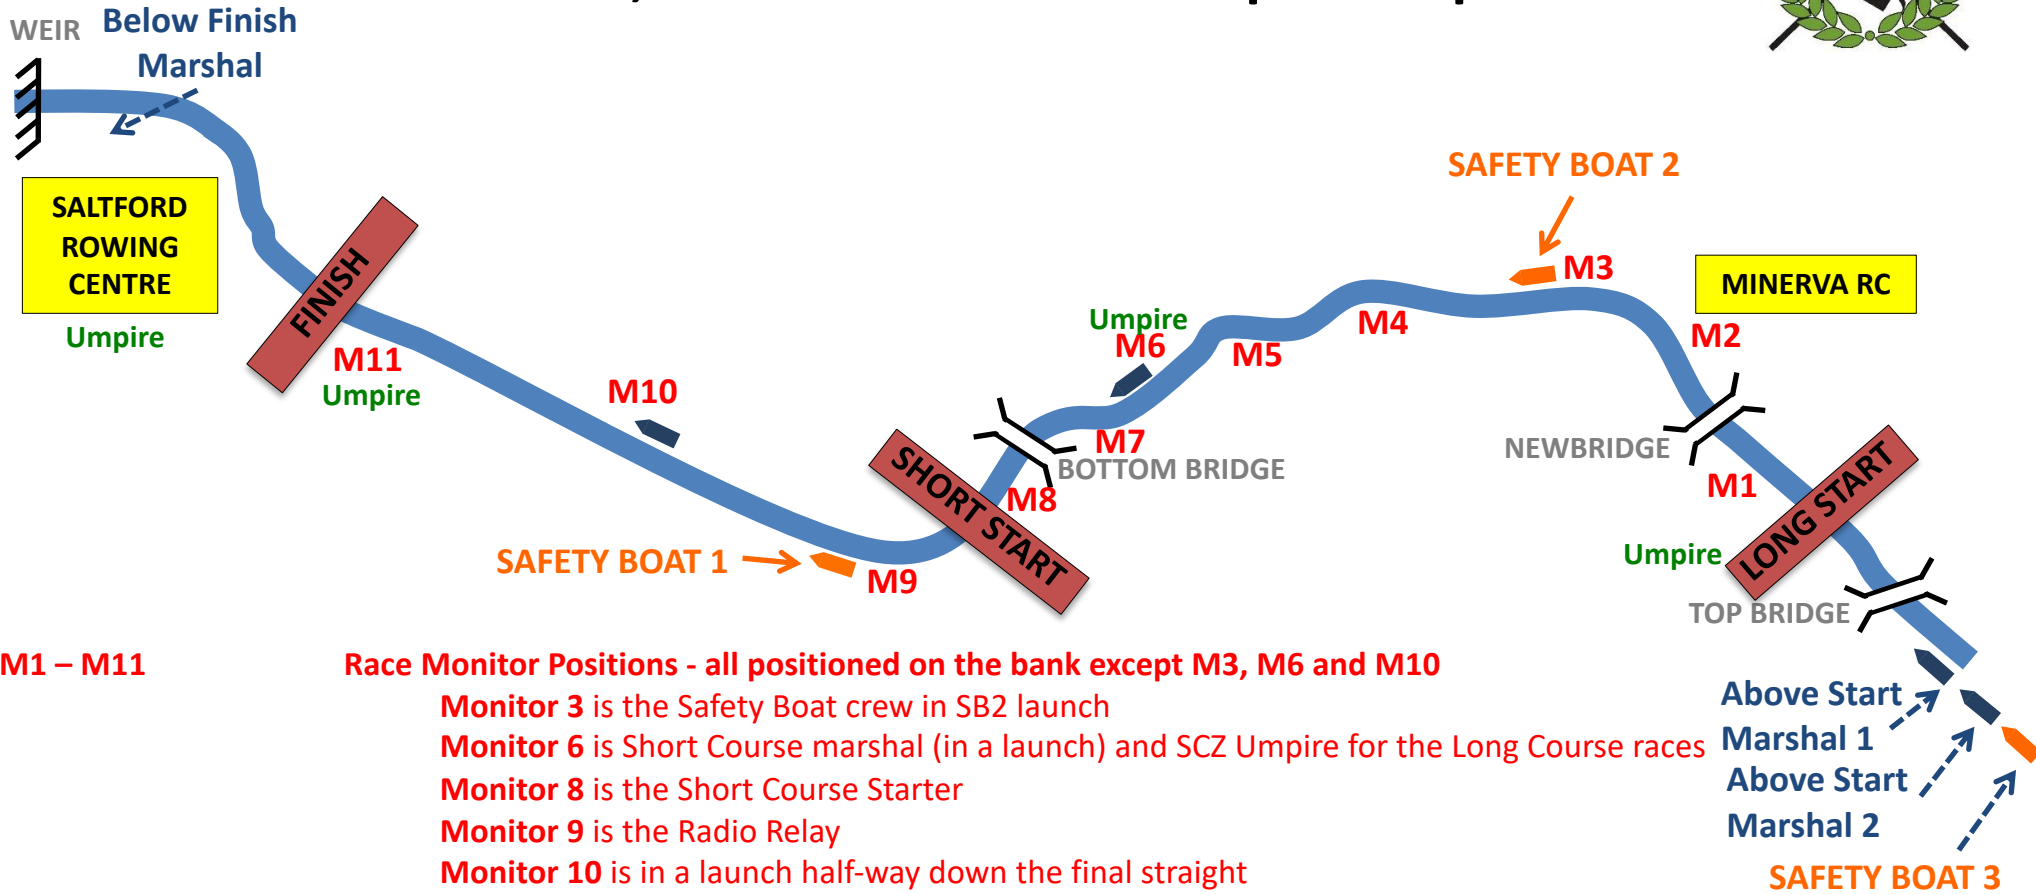 WEIR
Below Finish
Marshal
SALTFORD
ROWING
CENTRE
Umpire
FINISH
M11
Umpire
M10
SAFETY BOAT 1
M9
SHORT START
M8
BOTTOM BRIDGE
M7
Umpire
M6
M5
M4
SAFETY BOAT 2
M3
MINERVA RC
M2
NEWBRIDGE
M1
LONG START
Umpire
TOP BRIDGE
Above Start
Marshal 1
Above Start
Marshal 2
SAFETY BOAT 3
M1 – M11
Race Monitor Positions - all positioned on the bank except M3, M6 and M10
Monitor 3 is the Safety Boat crew in SB2 launch
Monitor 6 is Short Course marshal (in a launch) and SCZ Umpire for the Long Course races
Monitor 8 is the Short Course Starter
Monitor 9 is the Radio Relay
Monitor 10 is in a launch half-way down the final straight